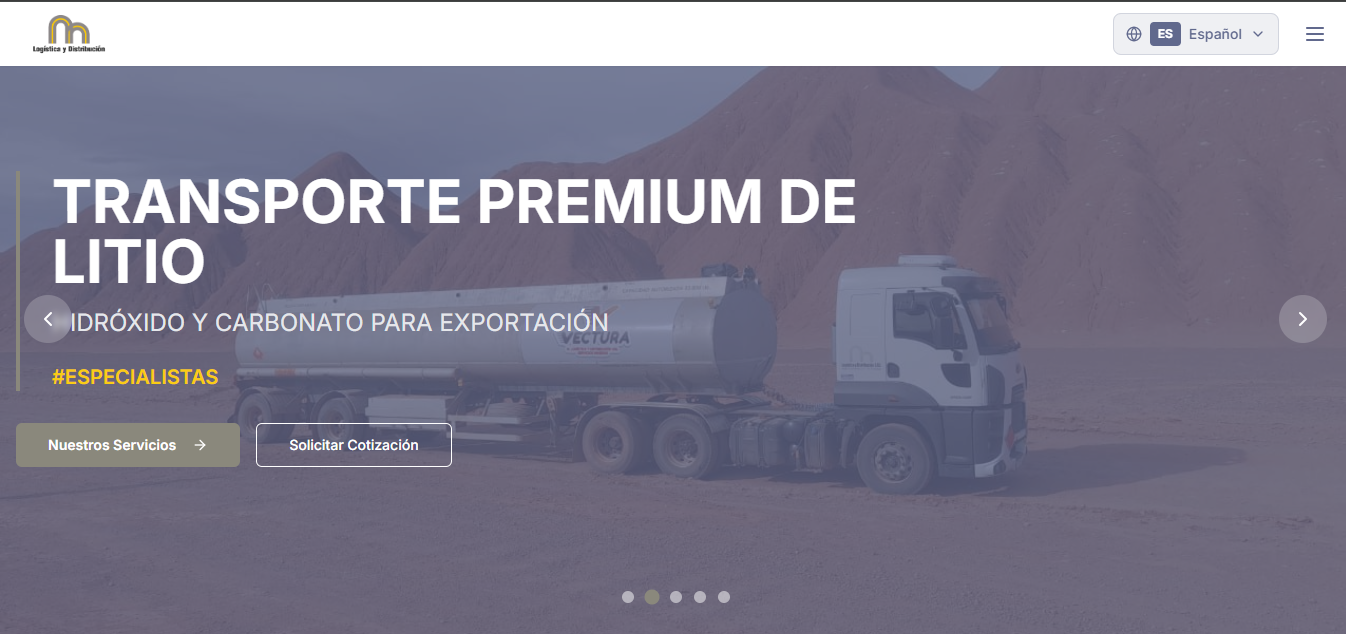 Logística y Distribución
ES Español
TRANSPORTE PREMIUM DE
LITIO
IDRÓXIDO Y CARBONATO PARA EXPORTACIÓN
VECTURA
#ESPECIALISTAS
Nuestros Servicios
Solicitar Cotización